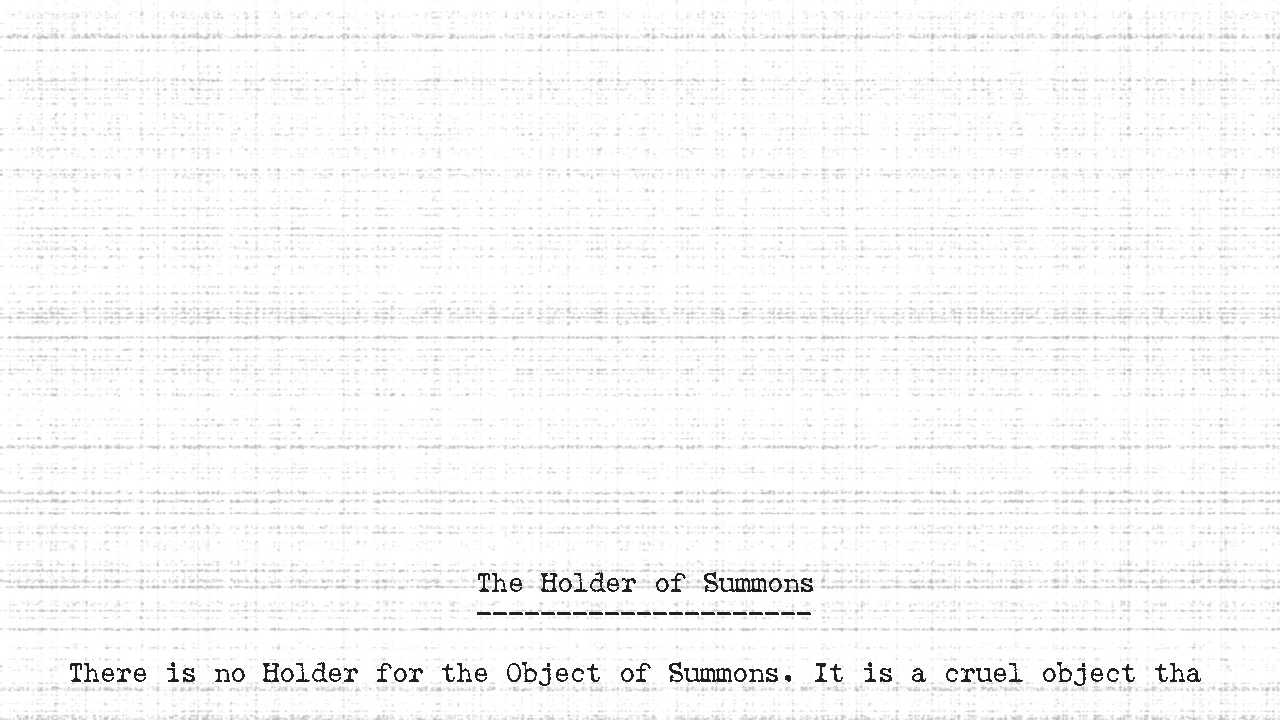 The Holder of Summons
---------------------
There is no Holder for the Object of Summons. It is a cruel object tha